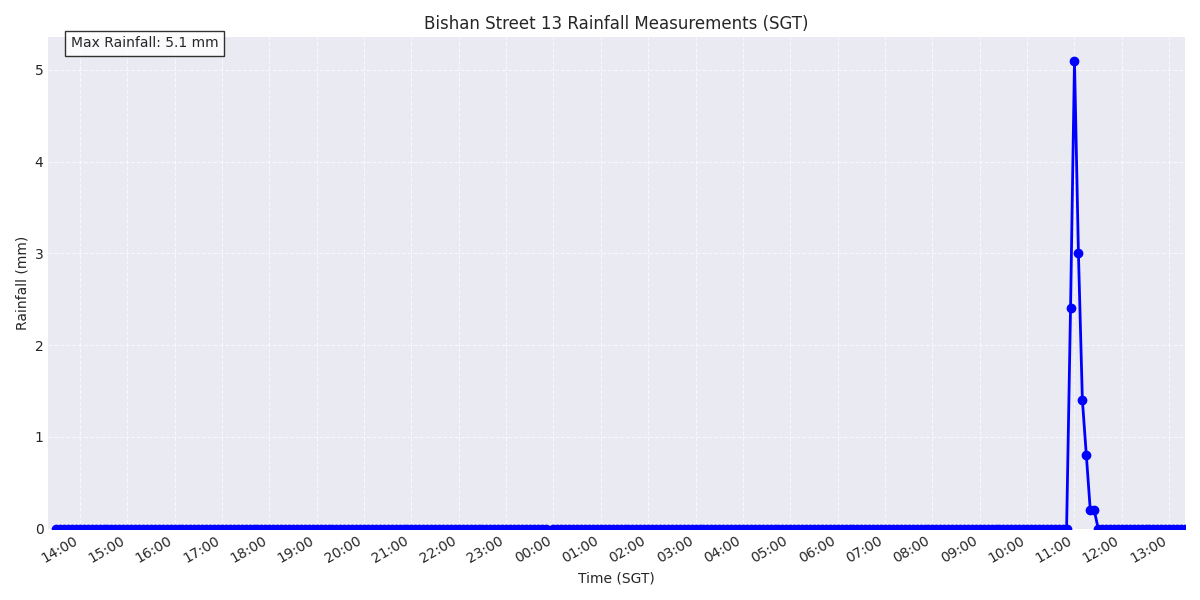 Bishan Street 13 Rainfall Measurements (SGT)
Max Rainfall: 5.1 mm
Rainfall (mm)
5
4
3
2
1
0
14:00 15:00 16:00 17:00 18:00 19:00 20:00 21:00 22:00 23:00 00:00 01:00 02:00 03:00 04:00 05:00 06:00 07:00 08:00 09:00 10:00 11:00 12:00 13:00
Time (SGT)